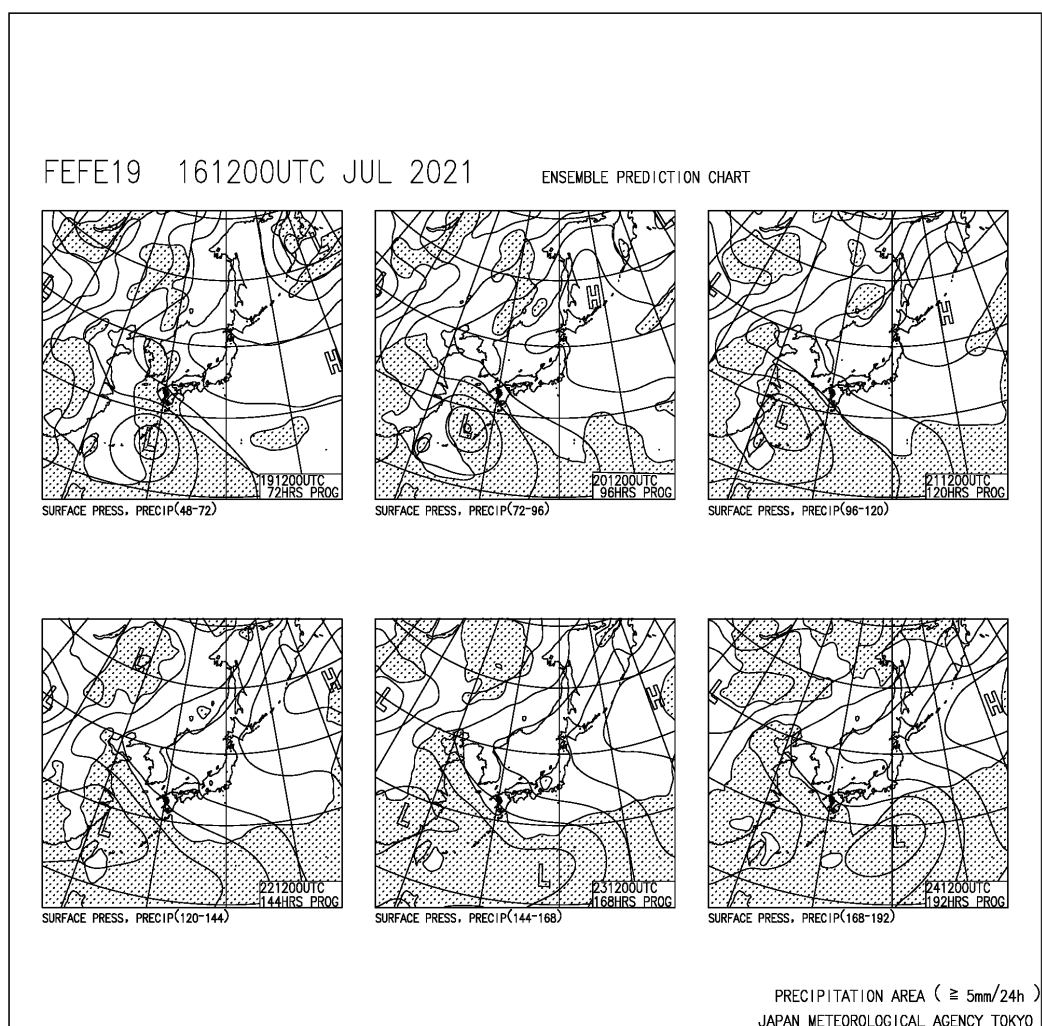 FEFE19 161200UTC JUL 2021 ENSEMBLE PREDICTION CHART
L
H
L
191200UTC
72HRS PROG
SURFACE PRESS, PRECIP(48-72)
L
H
L
201200UTC
96HRS PROG
SURFACE PRESS, PRECIP(72-96)
L
H
L
211200UTC
120HRS PROG
SURFACE PRESS, PRECIP(96-120)
L
L
H
L
221200UTC
144HRS PROG
SURFACE PRESS, PRECIP(120-144)
L
H
L
L
231200UTC
168HRS PROG
SURFACE PRESS, PRECIP(144-168)
L
H
L
241200UTC
192HRS PROG
SURFACE PRESS, PRECIP(168-192)
PRECIPITATION AREA ( ≧ 5mm/24h )
JAPAN METEOROLOGICAL AGENCY TOKYO